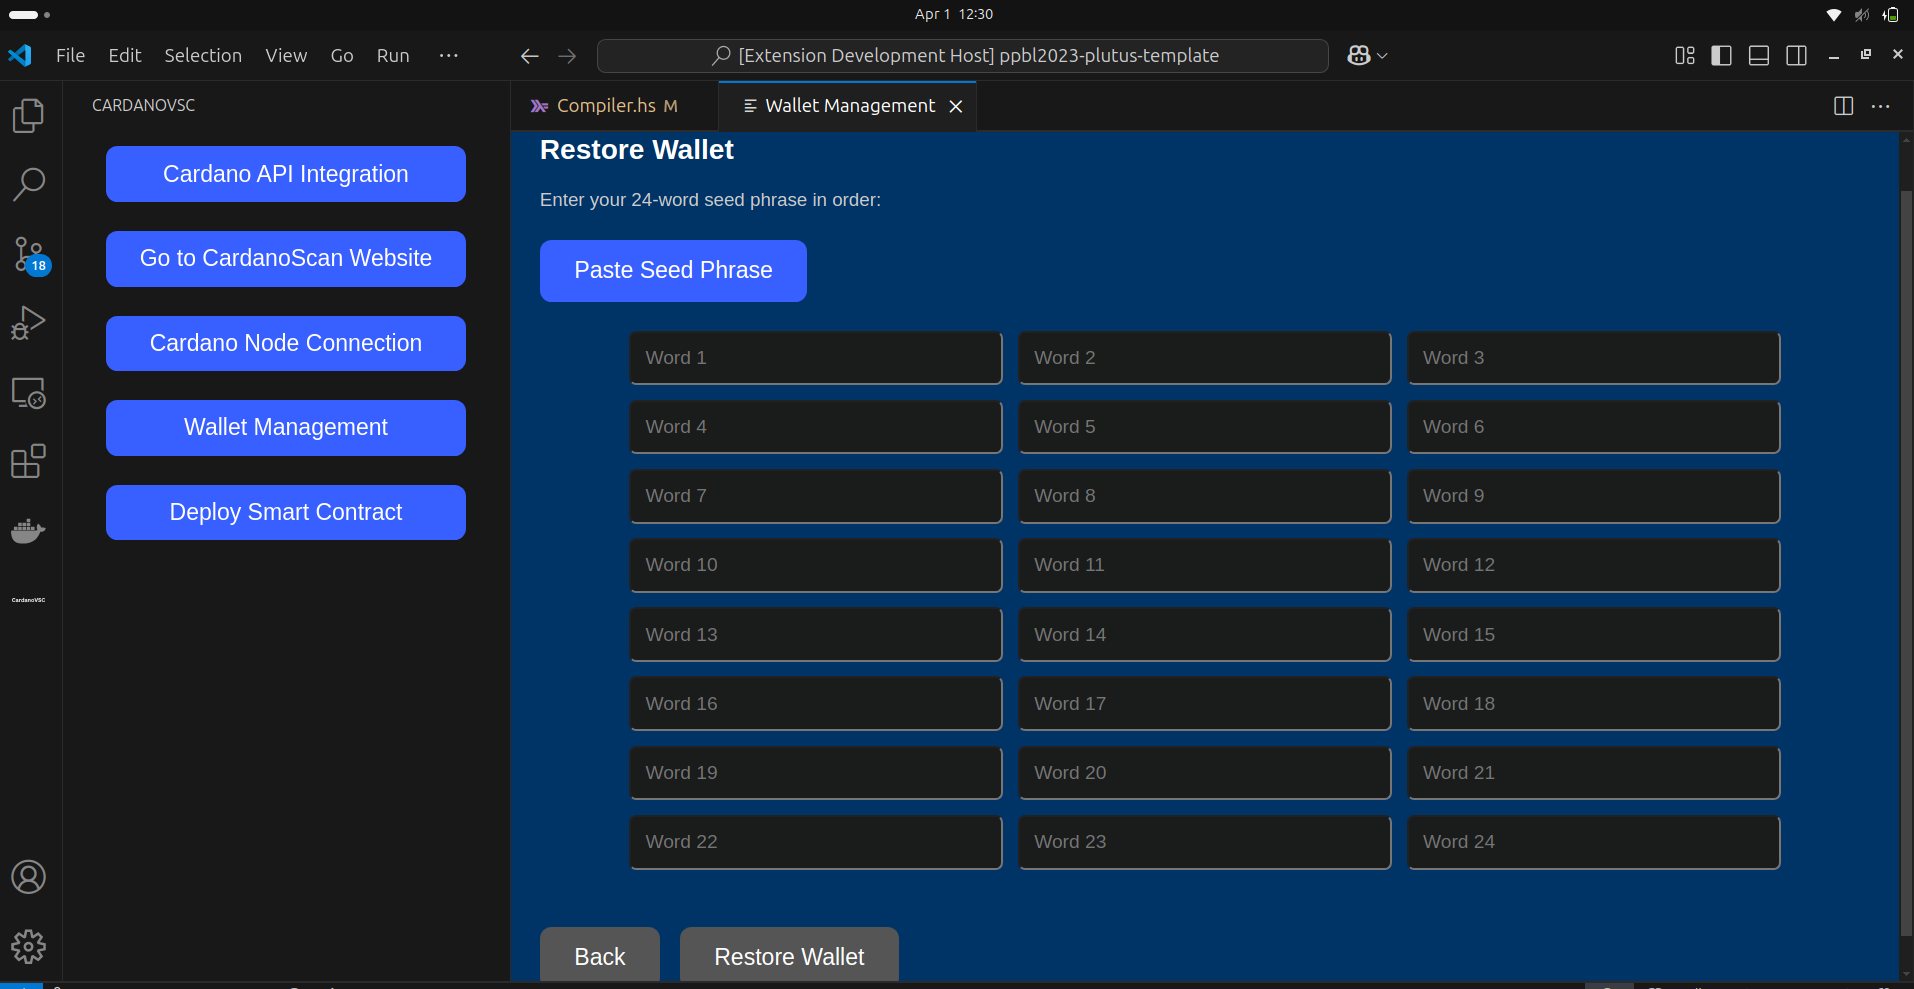 Apr 1 12:30
File Edit Selection View Go Run ···
[Extension Development Host] ppbl2023-plutus-template
CARDANOVSC
Compiler.hs M
Wallet Management
Cardano API Integration
Go to CardanoScan Website
Cardano Node Connection
Wallet Management
Deploy Smart Contract
18
CardanoVSC
Restore Wallet
Enter your 24-word seed phrase in order:
Paste Seed Phrase
Word 1 Word 2 Word 3
Word 4 Word 5 Word 6
Word 7 Word 8 Word 9
Word 10 Word 11 Word 12
Word 13 Word 14 Word 15
Word 16 Word 17 Word 18
Word 19 Word 20 Word 21
Word 22 Word 23 Word 24
Back Restore Wallet